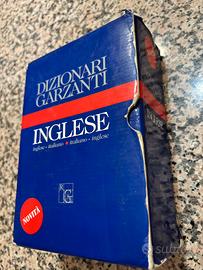 DIZIONARI
GARZANTI
INGLESE
inglese - italiano • italiano - inglese
G
NOVITÀ